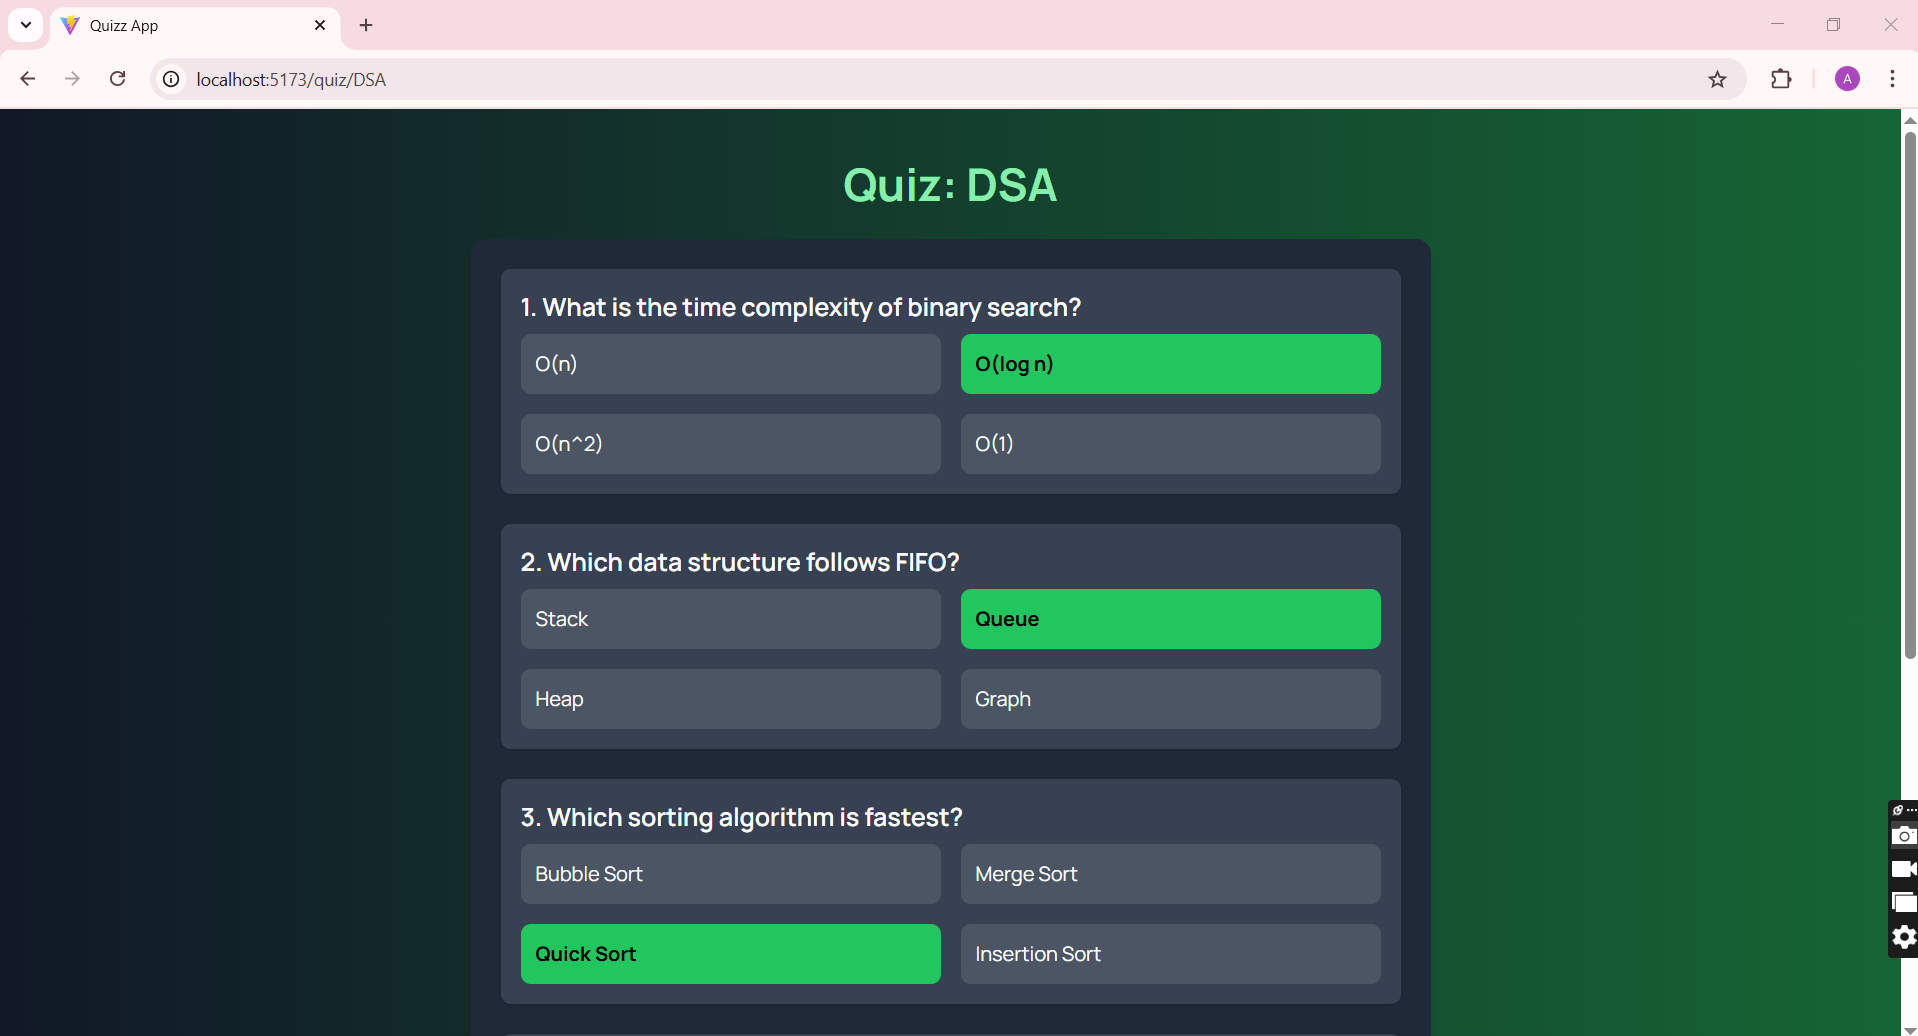 Quizz App
localhost:5173/quiz/DSA
A
Quiz: DSA
1. What is the time complexity of binary search?
O(n)
O(log n)
O(n^2)
O(1)
2. Which data structure follows FIFO?
Stack
Queue
Heap
Graph
3. Which sorting algorithm is fastest?
Bubble Sort
Merge Sort
Quick Sort
Insertion Sort